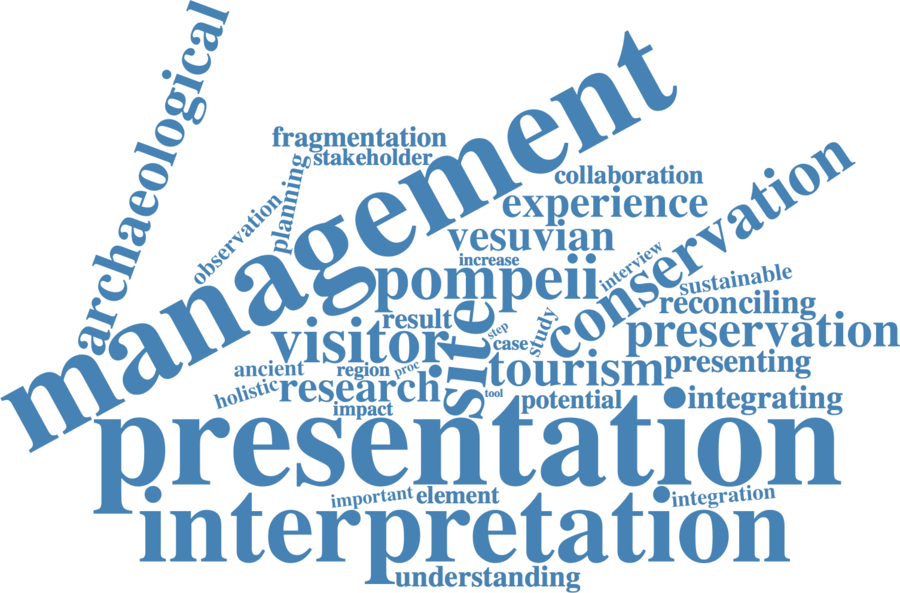 archaeological
management
fragmentation
stakeholder
planning
observation
collaboration
experience
conservation
vesuvian
increase
interview
pompeii
sustainable
reconciling
result
site
step
study
visitor
case
preservation
ancient
region
proc
tourism
presenting
holistic
research
tool
impact
potential
integrating
presentation
important
element
integration
interpretation
understanding